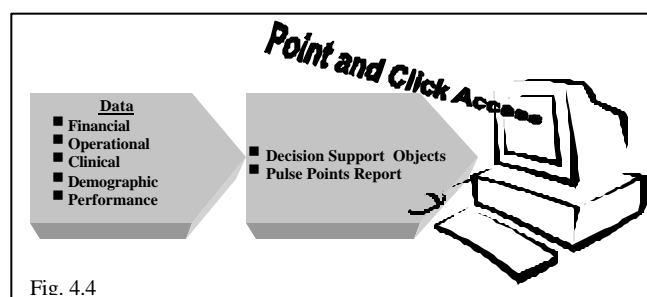 Point and Click Access
Data
■ Financial
■ Operational
■ Clinical
■ Demographic
■ Performance
■ Decision Support Objects
■ Pulse Points Report
Fig. 4.4